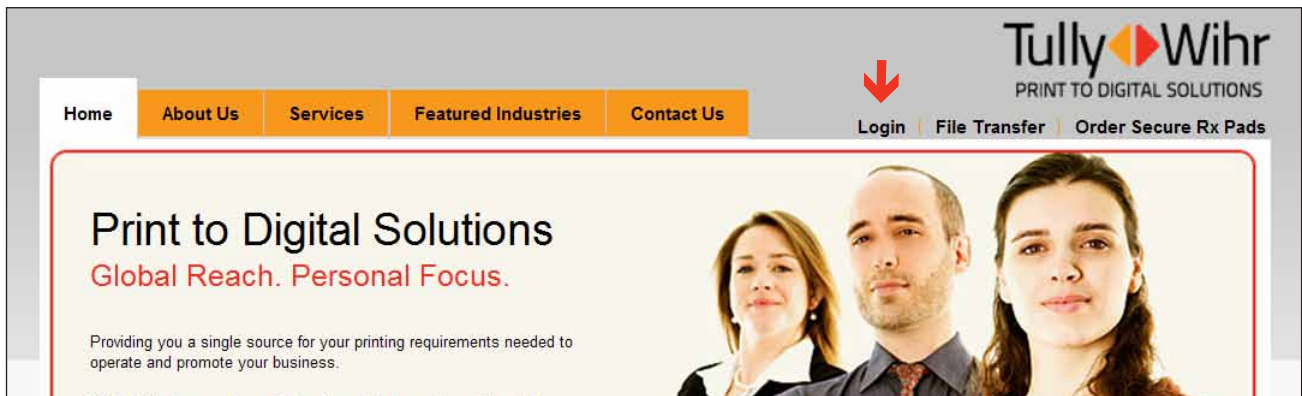 Tully Wihr
PRINT TO DIGITAL SOLUTIONS
Home About Us Services Featured Industries Contact Us
Login File Transfer Order Secure Rx Pads
Print to Digital Solutions
Global Reach. Personal Focus.
Providing you a single source for your printing requirements needed to
operate and promote your business.